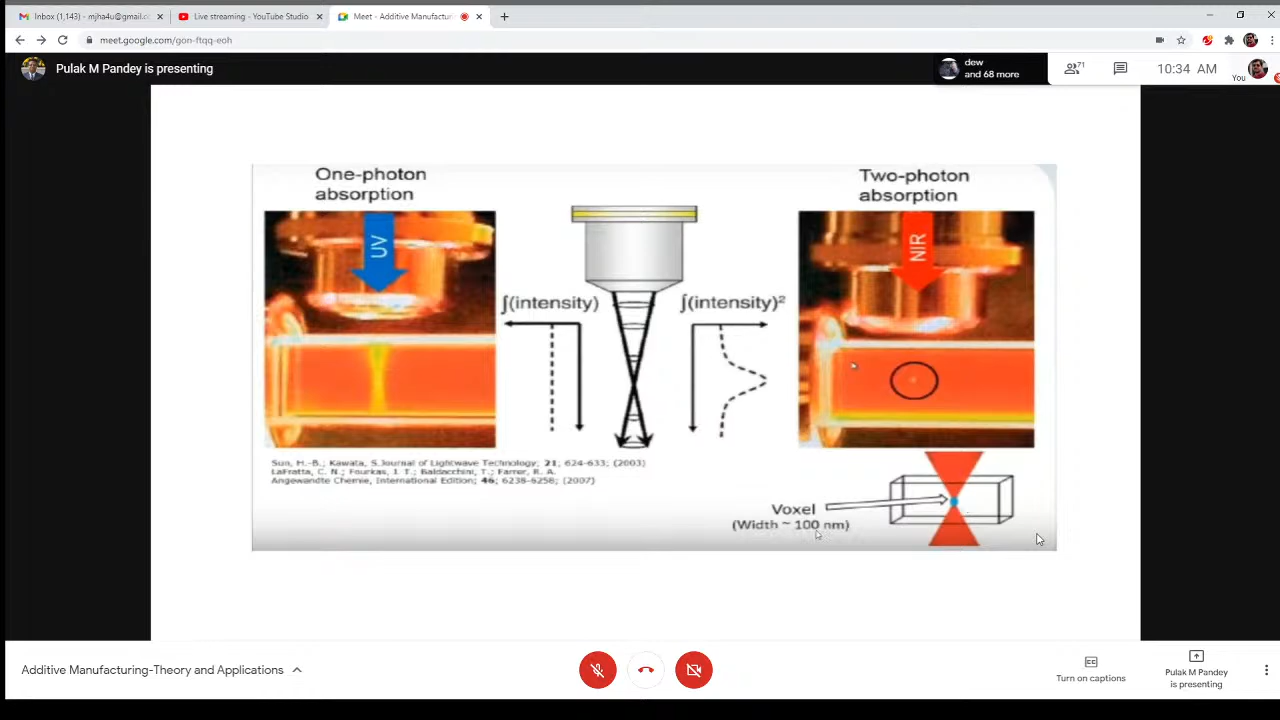 Inbox (1,143) - mjha4u@gmail.co
Live streaming - YouTube Studio
Meet - Additive Manufactur
meet.google.com/gon-ftqq-eoh
Pulak M Pandey is presenting
dew
and 68 more
71
10:34 AM
You
One-photon
absorption
Two-photon
absorption
UV
NIR
∫(intensity)
∫(intensity)²
Sun, H.-B.; Kawata, S.Journal of Lightwave Technology; 21; 624-633; (2003)
LaFratta, C. N.; Fourkas, J. T.; Baldacchini, T.; Farrer, R. A.
Angewandte Chemie, International Edition; 46; 6238-6258; (2007)
Voxel
(Width ~ 100 nm)
Additive Manufacturing-Theory and Applications
Turn on captions
Pulak M Pandey
is presenting